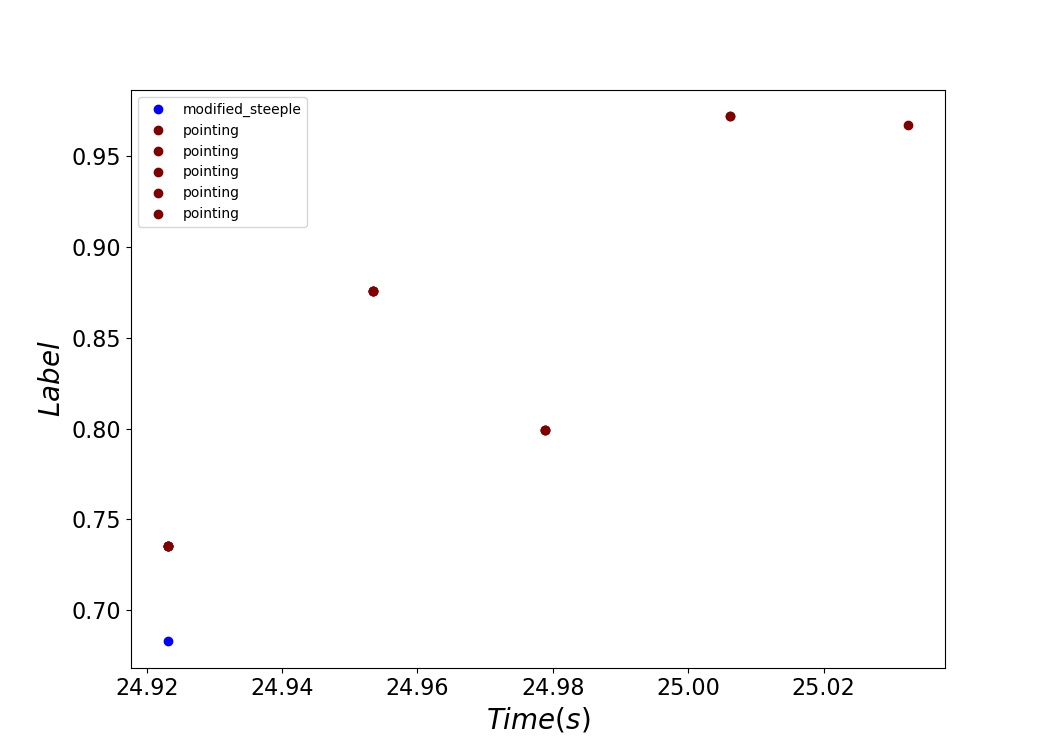 modified_steeple
pointing
pointing
pointing
pointing
pointing
0.95
0.90
0.85
0.80
0.75
0.70
Label
24.92 24.94 24.96 24.98 25.00 25.02
Time(s)